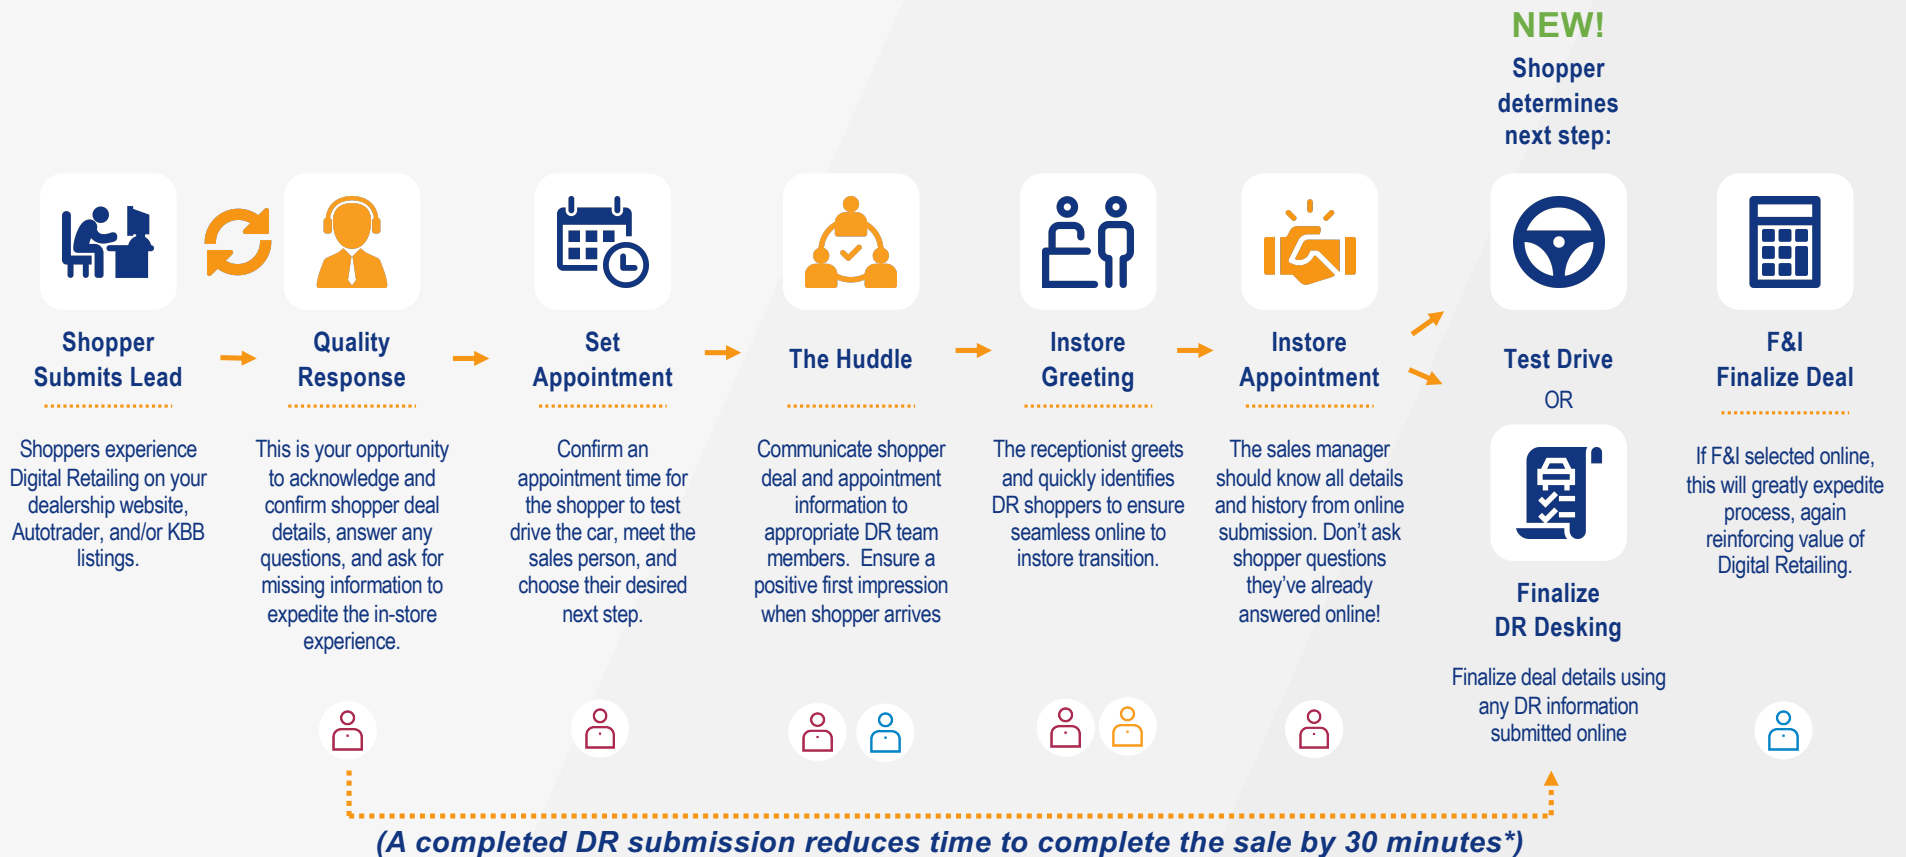 NEW!
Shopper
determines
next step:
Shopper
Submits Lead
Shoppers experience
Digital Retailing on your
dealership website,
Autotrader, and/or KBB
listings.
Quality
Response
This is your opportunity
to acknowledge and
confirm shopper deal
details, answer any
questions, and ask for
missing information to
expedite the in-store
experience.
Set
Appointment
Confirm an
appointment time for
the shopper to test
drive the car, meet the
sales person, and
choose their desired
next step.
The Huddle
Communicate shopper
deal and appointment
information to
appropriate DR team
members.  Ensure a
positive first impression
when shopper arrives
Instore
Greeting
The receptionist greets
and quickly identifies
DR shoppers to ensure
seamless online to
instore transition.
Instore
Appointment
The sales manager
should know all details
and history from online
submission. Don’t ask
shopper questions
they’ve already
answered online!
Test Drive
OR
Finalize
DR Desking
Finalize deal details using
any DR information
submitted online
F&I
Finalize Deal
If F&I selected online,
this will greatly expedite
process, again
reinforcing value of
Digital Retailing.
(A completed DR submission reduces time to complete the sale by 30 minutes*)